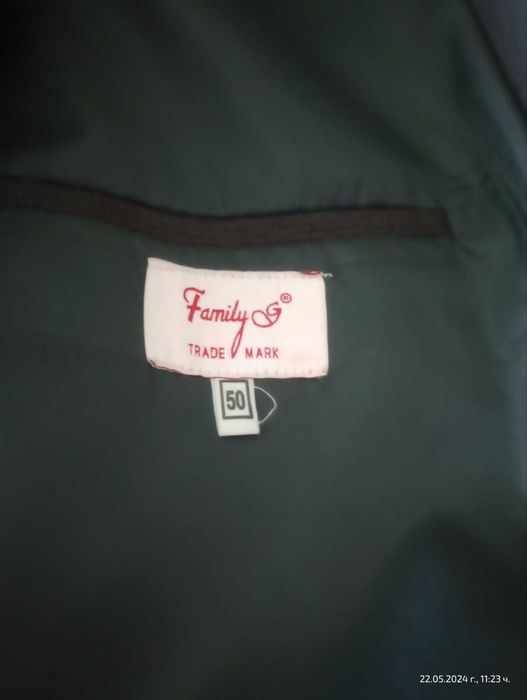 Family G®
TRADE MARK
50
22.05.2024 г., 11:23 ч.